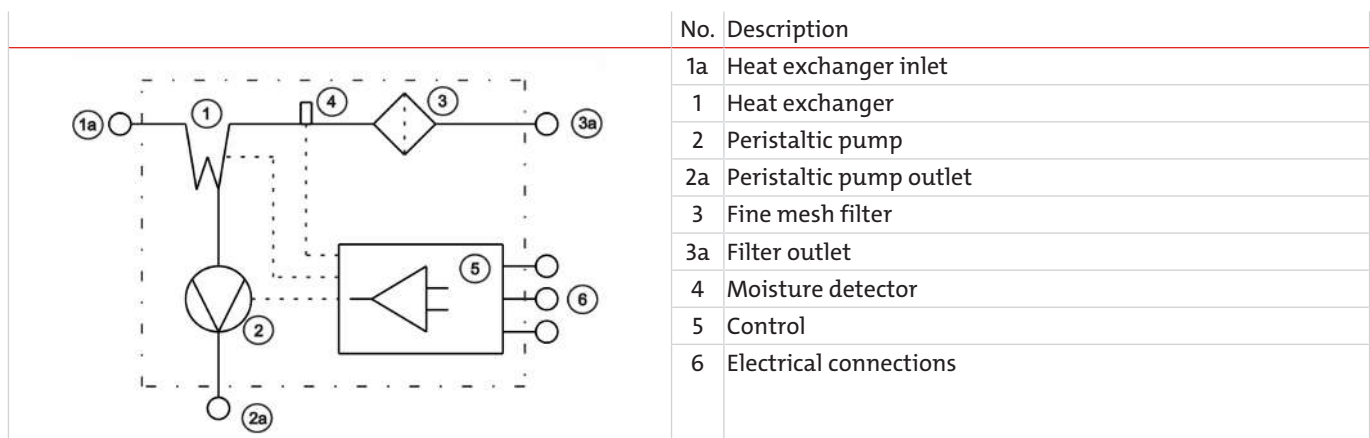 No. Description
1a Heat exchanger inlet
1 Heat exchanger
2 Peristaltic pump
2a Peristaltic pump outlet
3 Fine mesh filter
3a Filter outlet
4 Moisture detector
5 Control
6 Electrical connections
1a
1
4
3
3a
5
6
2
2a